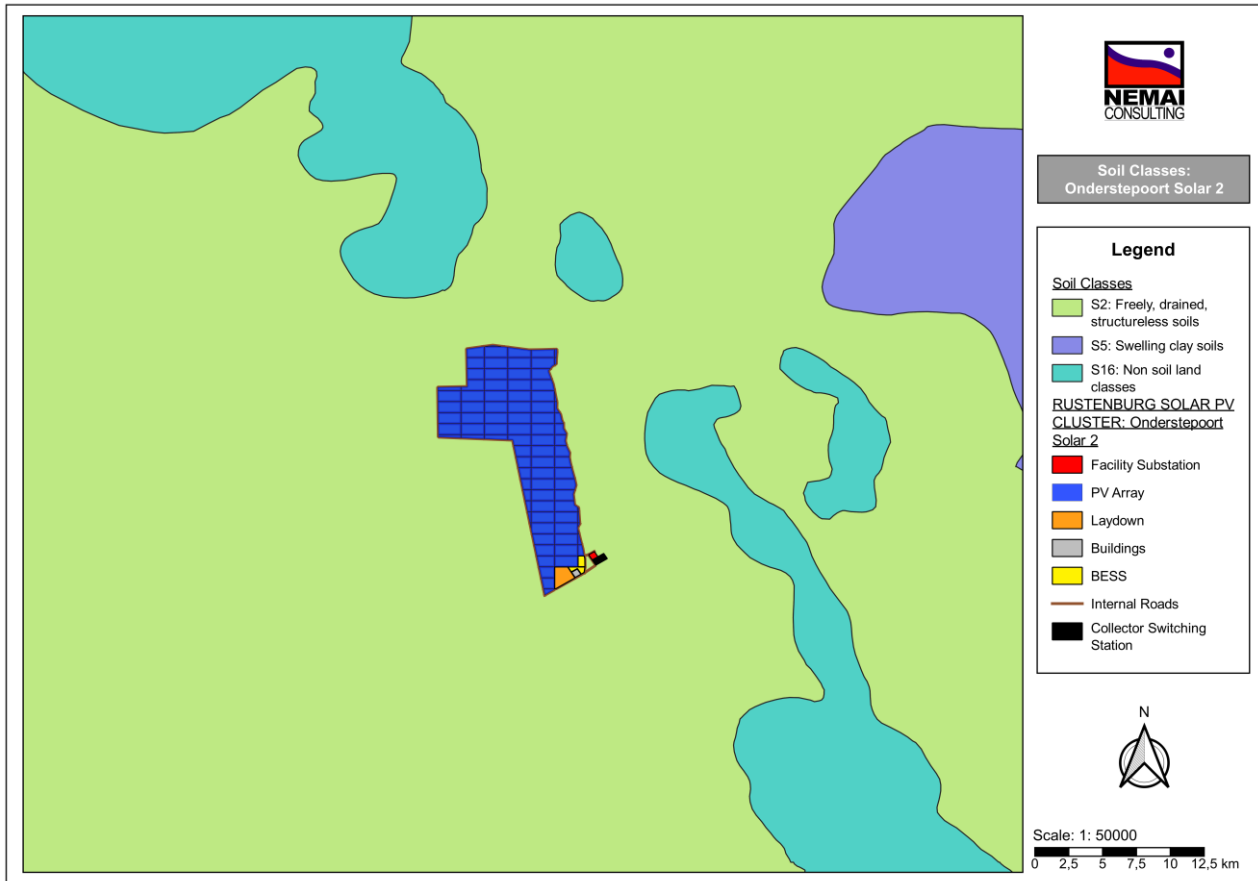 NEMAI
CONSULTING
Soil Classes:
Onderstepoort Solar 2
Legend
Soil Classes
S2: Freely, drained,
structureless soils
S5: Swelling clay soils
S16: Non soil land
classes
RUSTENBURG SOLAR PV
CLUSTER: Onderstepoort
Solar 2
Facility Substation
PV Array
Laydown
Buildings
BESS
Internal Roads
Collector Switching
Station
N
Scale: 1: 50000
0 2,5 5 7,5 10 12,5 km